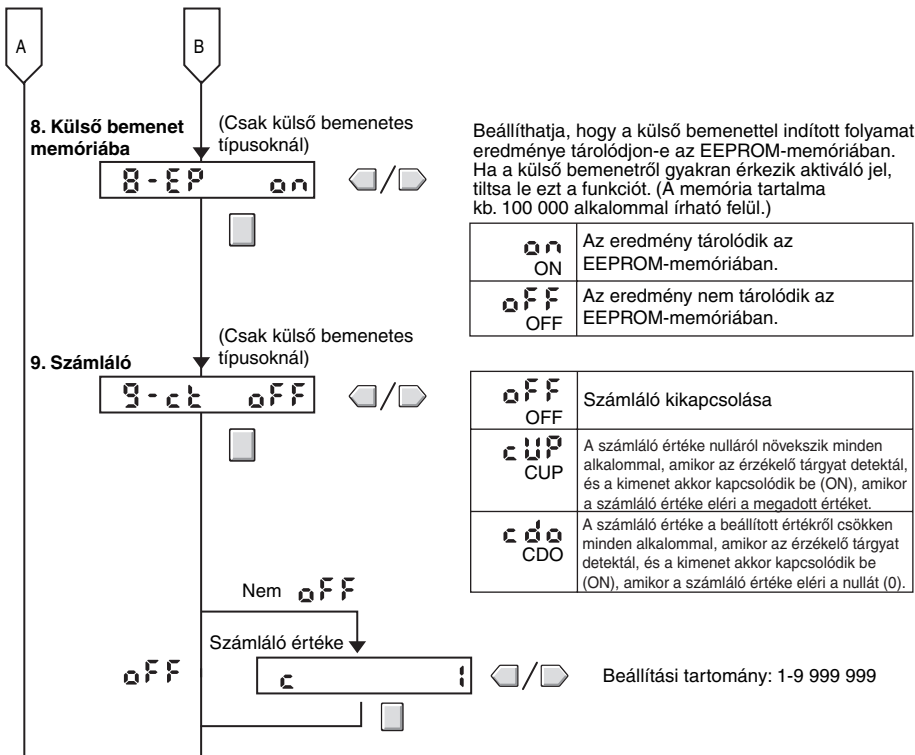 A
B
8. Külső bemenet
memóriába
(Csak külső bemenetes
típusoknál)
8-EP on
Beállíthatja, hogy a külső bemenettel indított folyamat
eredménye tárolódjon-e az EEPROM-memóriában.
Ha a külső bemenetről gyakran érkezik aktiváló jel,
tiltsa le ezt a funkciót. (A memória tartalma
kb. 100 000 alkalommal írható felül.)
on
ON
Az eredmény tárolódik az
EEPROM-memóriában.
oFF
OFF
Az eredmény nem tárolódik az
EEPROM-memóriában.
9. Számláló
(Csak külső bemenetes
típusoknál)
9-ct oFF
oFF
OFF
Számláló kikapcsolása
cUP
CUP
A számláló értéke nulláról növekszik minden
alkalommal, amikor az érzékelő tárgyat detektál,
és a kimenet akkor kapcsolódik be (ON), amikor
a számláló értéke eléri a megadott értéket.
cdo
CDO
A számláló értéke a beállított értékről csökken
minden alkalommal, amikor az érzékelő tárgyat
detektál, és a kimenet akkor kapcsolódik be
(ON), amikor a számláló értéke eléri a nullát (0).
Nem oFF
Számláló értéke
oFF
c 1
Beállítási tartomány: 1-9 999 999